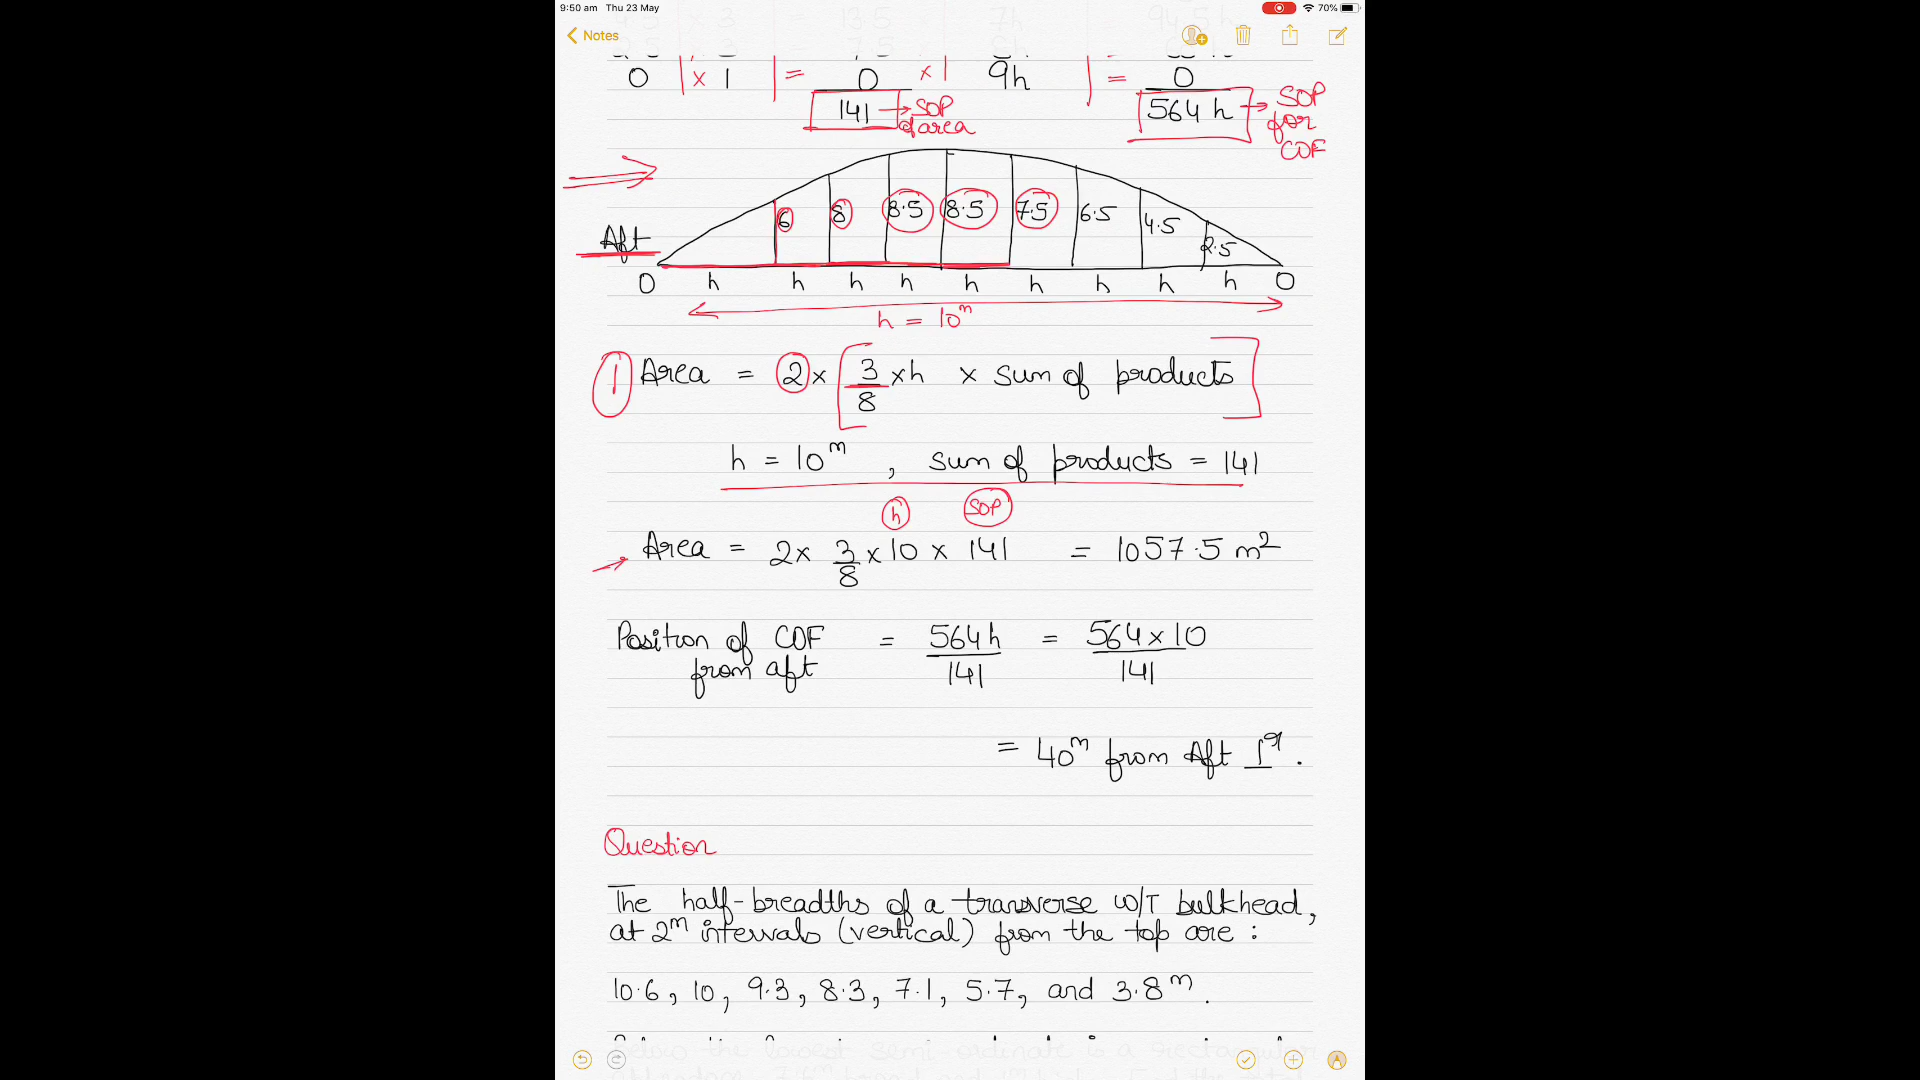 9:50 am Thu 23 May 70%
Notes
0 × 1 = 0 × 1 9h = 0
141 → SOP of area 564 h → SOP for COF
6 8 8.5 8.5 7.5 6.5 4.5 2.5
Aft
0 h h h h h h h h h 0
h = 10m
1 Area = 2 × [ 3/8 × h × sum of products ]
h = 10m , sum of products = 141
h SOP
→ Area = 2 × 3/8 × 10 × 141 = 1057.5 m2
Position of COF = 564 h / 141 = 564 × 10 / 141
from aft
= 40m from Aft
Question
The half-breadths of a transverse W/T bulkhead,
at 2m intervals (vertical) from the top are :
10.6, 10, 9.3, 8.3, 7.1, 5.7, and 3.8m.